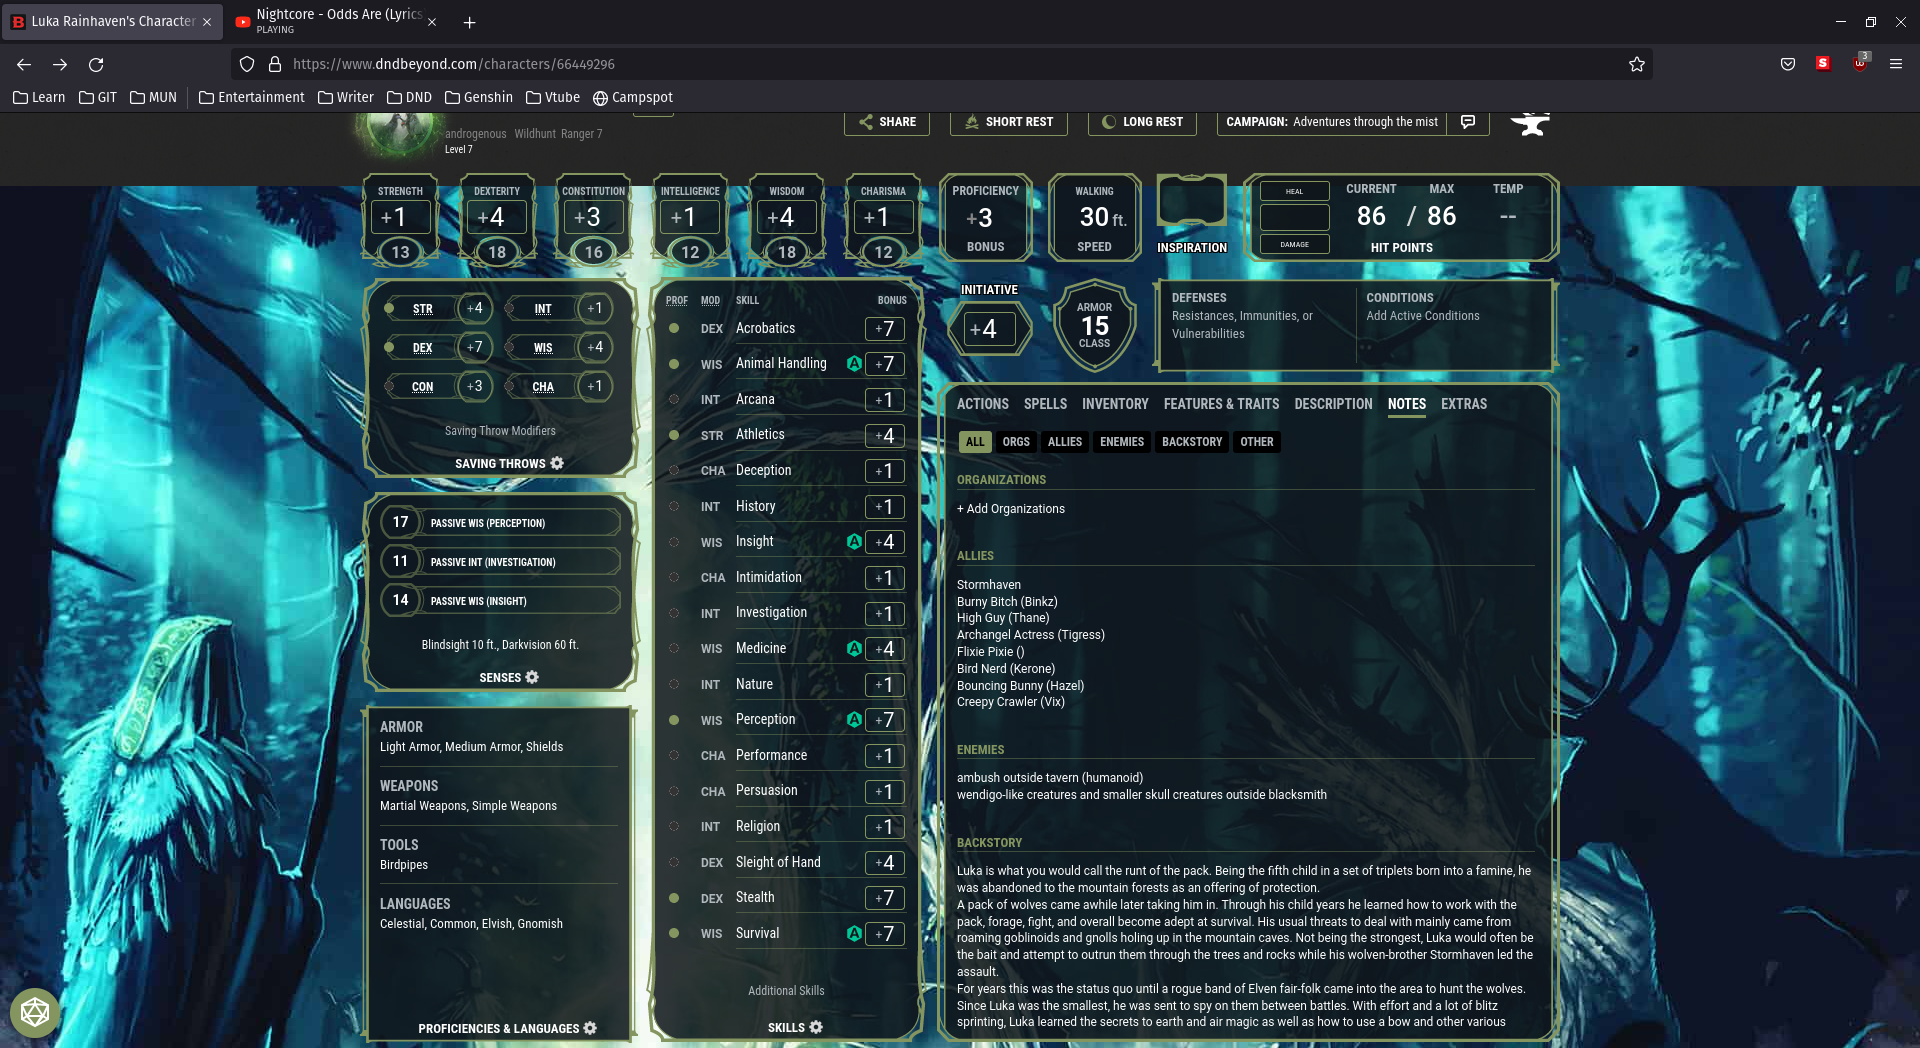 Luka Rainhaven's Character
Nightcore - Odds Are (Lyrics
PLAYING
https://www.dndbeyond.com/characters/66449296
3
Learn GIT MUN Entertainment Writer DND Genshin Vtube Campspot
androgenous Wildhunt Ranger 7
Level 7
SHARE SHORT REST LONG REST CAMPAIGN: Adventures through the mist
STRENGTH
+1
13
DEXTERITY
+4
18
CONSTITUTION
+3
16
INTELLIGENCE
+1
12
WISDOM
+4
18
CHARISMA
+1
12
PROFICIENCY
+3
BONUS
WALKING
30 ft.
SPEED
INSPIRATION
HEAL
DAMAGE
CURRENT MAX TEMP
86 / 86 --
HIT POINTS
STR +4 INT +1
DEX +7 WIS +4
CON +3 CHA +1
Saving Throw Modifiers
SAVING THROWS
17 PASSIVE WIS (PERCEPTION)
11 PASSIVE INT (INVESTIGATION)
14 PASSIVE WIS (INSIGHT)
Blindsight 10 ft., Darkvision 60 ft.
SENSES
ARMOR
Light Armor, Medium Armor, Shields
WEAPONS
Martial Weapons, Simple Weapons
TOOLS
Birdpipes
LANGUAGES
Celestial, Common, Elvish, Gnomish
PROFICIENCIES & LANGUAGES
PROF MOD SKILL BONUS
DEX Acrobatics +7
WIS Animal Handling A +7
INT Arcana +1
STR Athletics +4
CHA Deception +1
INT History +1
WIS Insight A +4
CHA Intimidation +1
INT Investigation +1
WIS Medicine A +4
INT Nature +1
WIS Perception A +7
CHA Performance +1
CHA Persuasion +1
INT Religion +1
DEX Sleight of Hand +4
DEX Stealth +7
WIS Survival A +7
Additional Skills
SKILLS
INITIATIVE
+4
ARMOR
15
CLASS
DEFENSES
Resistances, Immunities, or
Vulnerabilities
CONDITIONS
Add Active Conditions
ACTIONS SPELLS INVENTORY FEATURES & TRAITS DESCRIPTION NOTES EXTRAS
ALL ORGS ALLIES ENEMIES BACKSTORY OTHER
ORGANIZATIONS
+ Add Organizations
ALLIES
Stormhaven
Burny Bitch (Binkz)
High Guy (Thane)
Archangel Actress (Tigress)
Flixie Pixie ()
Bird Nerd (Kerone)
Bouncing Bunny (Hazel)
Creepy Crawler (Vix)
ENEMIES
ambush outside tavern (humanoid)
wendigo-like creatures and smaller skull creatures outside blacksmith
BACKSTORY
Luka is what you would call the runt of the pack. Being the fifth child in a set of triplets born into a famine, he
was abandoned to the mountain forests as an offering of protection.
A pack of wolves came awhile later taking him in. Through his child years he learned how to work with the
pack, forage, fight, and overall become adept at survival. His usual threats to deal with mainly came from
roaming goblinoids and gnolls holing up in the mountain caves. Not being the strongest, Luka would often be
the bait and attempt to outrun them through the trees and rocks while his wolven-brother Stormhaven led the
assault.
For years this was the status quo until a rogue band of Elven fair-folk came into the area to hunt the wolves.
Since Luka was the smallest, he was sent to spy on them between battles. With effort and a lot of blitz
sprinting, Luka learned the secrets to earth and air magic as well as how to use a bow and other various